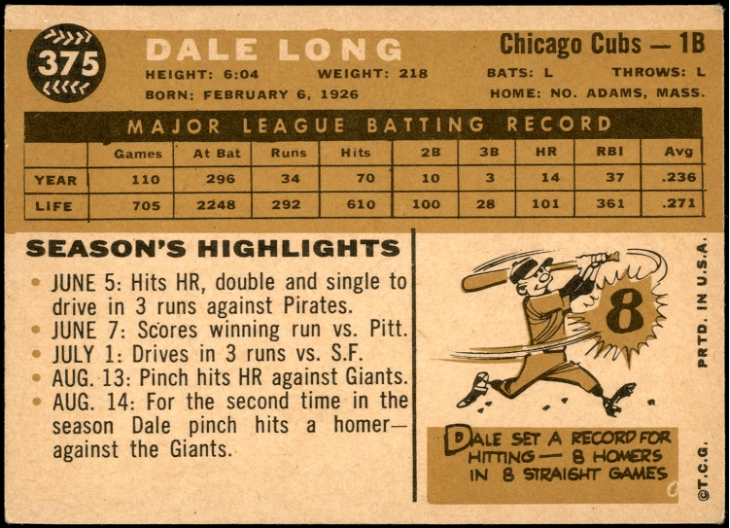 375
DALE LONG
Chicago Cubs — 1B
HEIGHT: 6:04 WEIGHT: 218 BATS: L THROWS: L
BORN: FEBRUARY 6, 1926 HOME: NO. ADAMS, MASS.
MAJOR LEAGUE BATTING RECORD
Games At Bat Runs Hits 2B 3B HR RBI Avg
YEAR 110 296 34 70 10 3 14 37 .236
LIFE 705 2248 292 610 100 28 101 361 .271
SEASON'S HIGHLIGHTS
• JUNE 5: Hits HR, double and single to
drive in 3 runs against Pirates.
• JUNE 7: Scores winning run vs. Pitt.
• JULY 1: Drives in 3 runs vs. S.F.
• AUG. 13: Pinch hits HR against Giants.
• AUG. 14: For the second time in the
season Dale pinch hits a homer—
against the Giants.
8
DALE SET A RECORD FOR
HITTING — 8 HOMERS
IN 8 STRAIGHT GAMES
©T.C.G. PRTD. IN U.S.A.